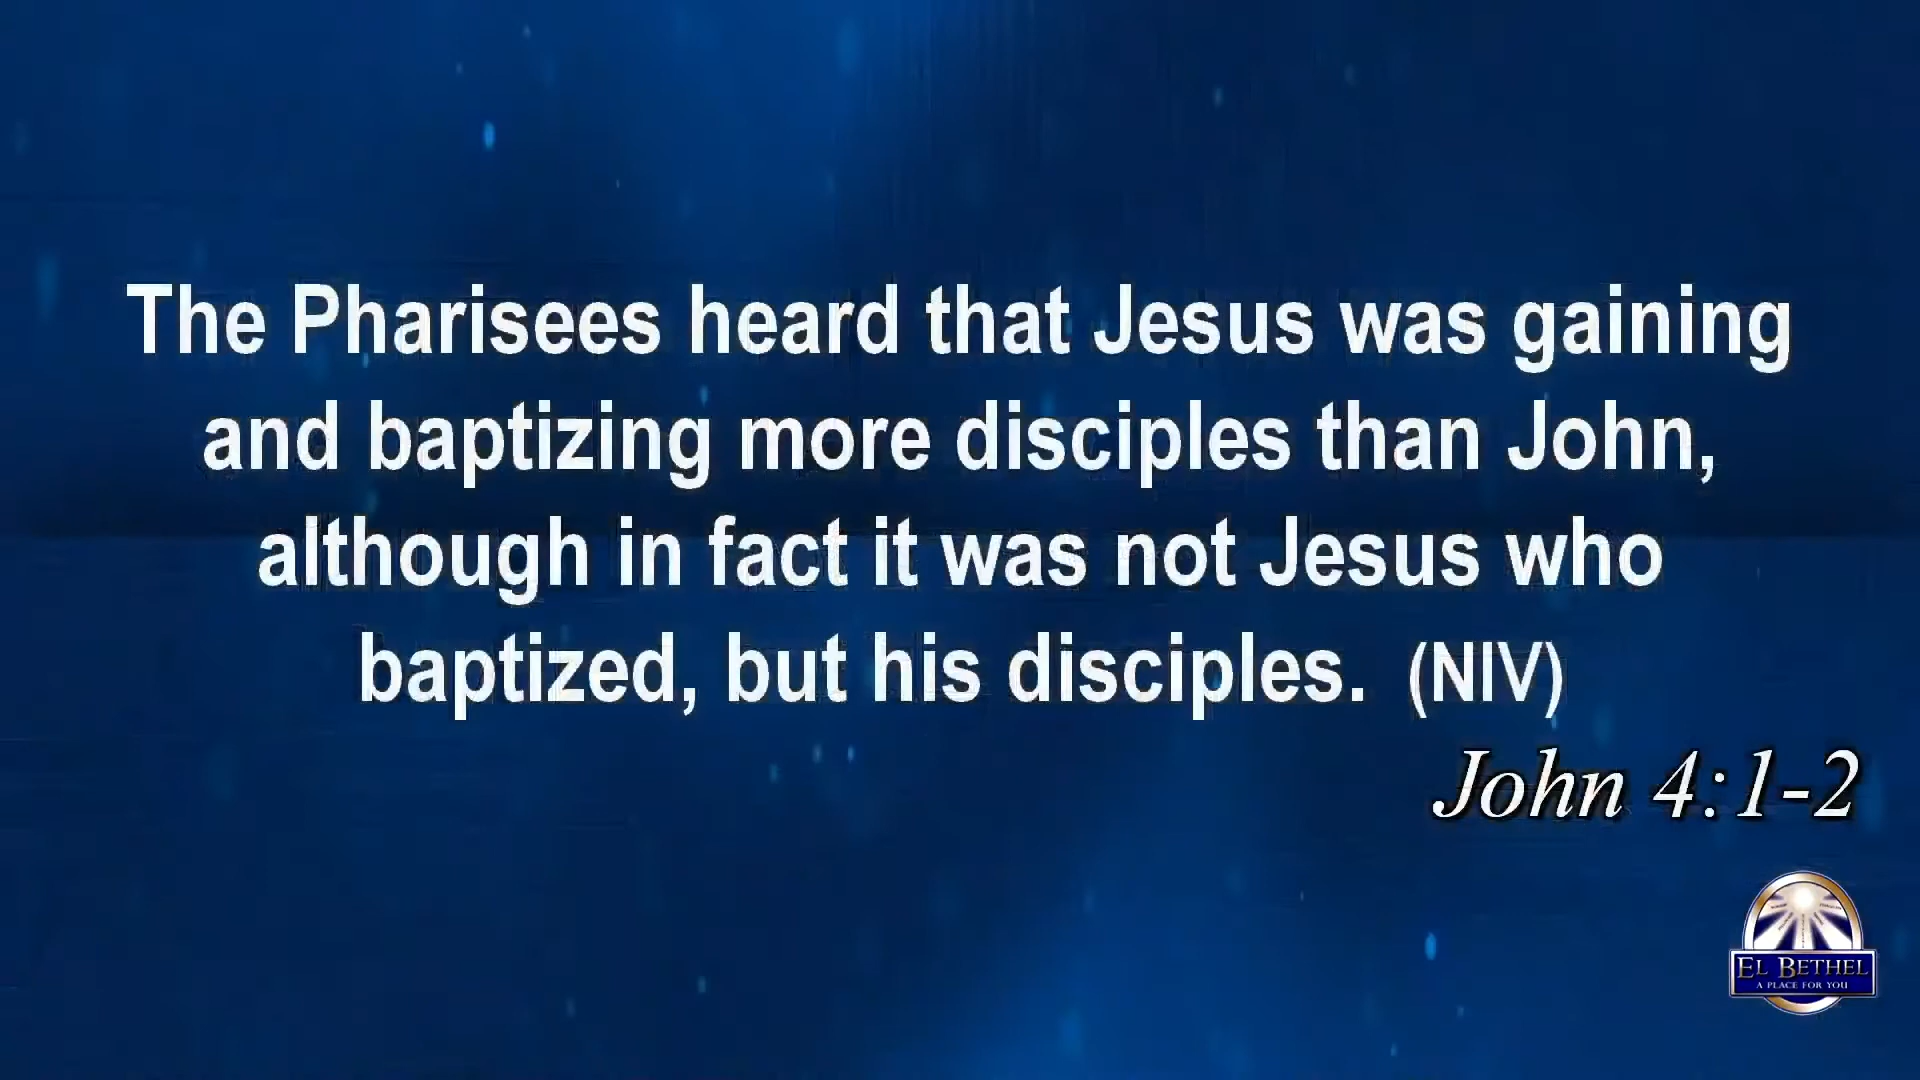 The Pharisees heard that Jesus was gaining
and baptizing more disciples than John,
although in fact it was not Jesus who
baptized, but his disciples. (NIV)
John 4:1-2
EL BETHEL
A PLACE FOR YOU